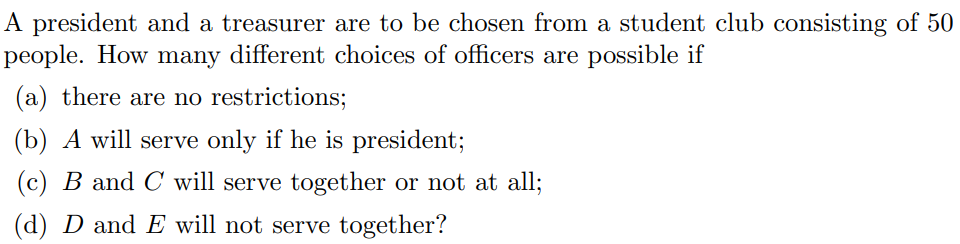 A president and a treasurer are to be chosen from a student club consisting of 50
people. How many different choices of officers are possible if
(a) there are no restrictions;
(b) A will serve only if he is president;
(c) B and C will serve together or not at all;
(d) D and E will not serve together?